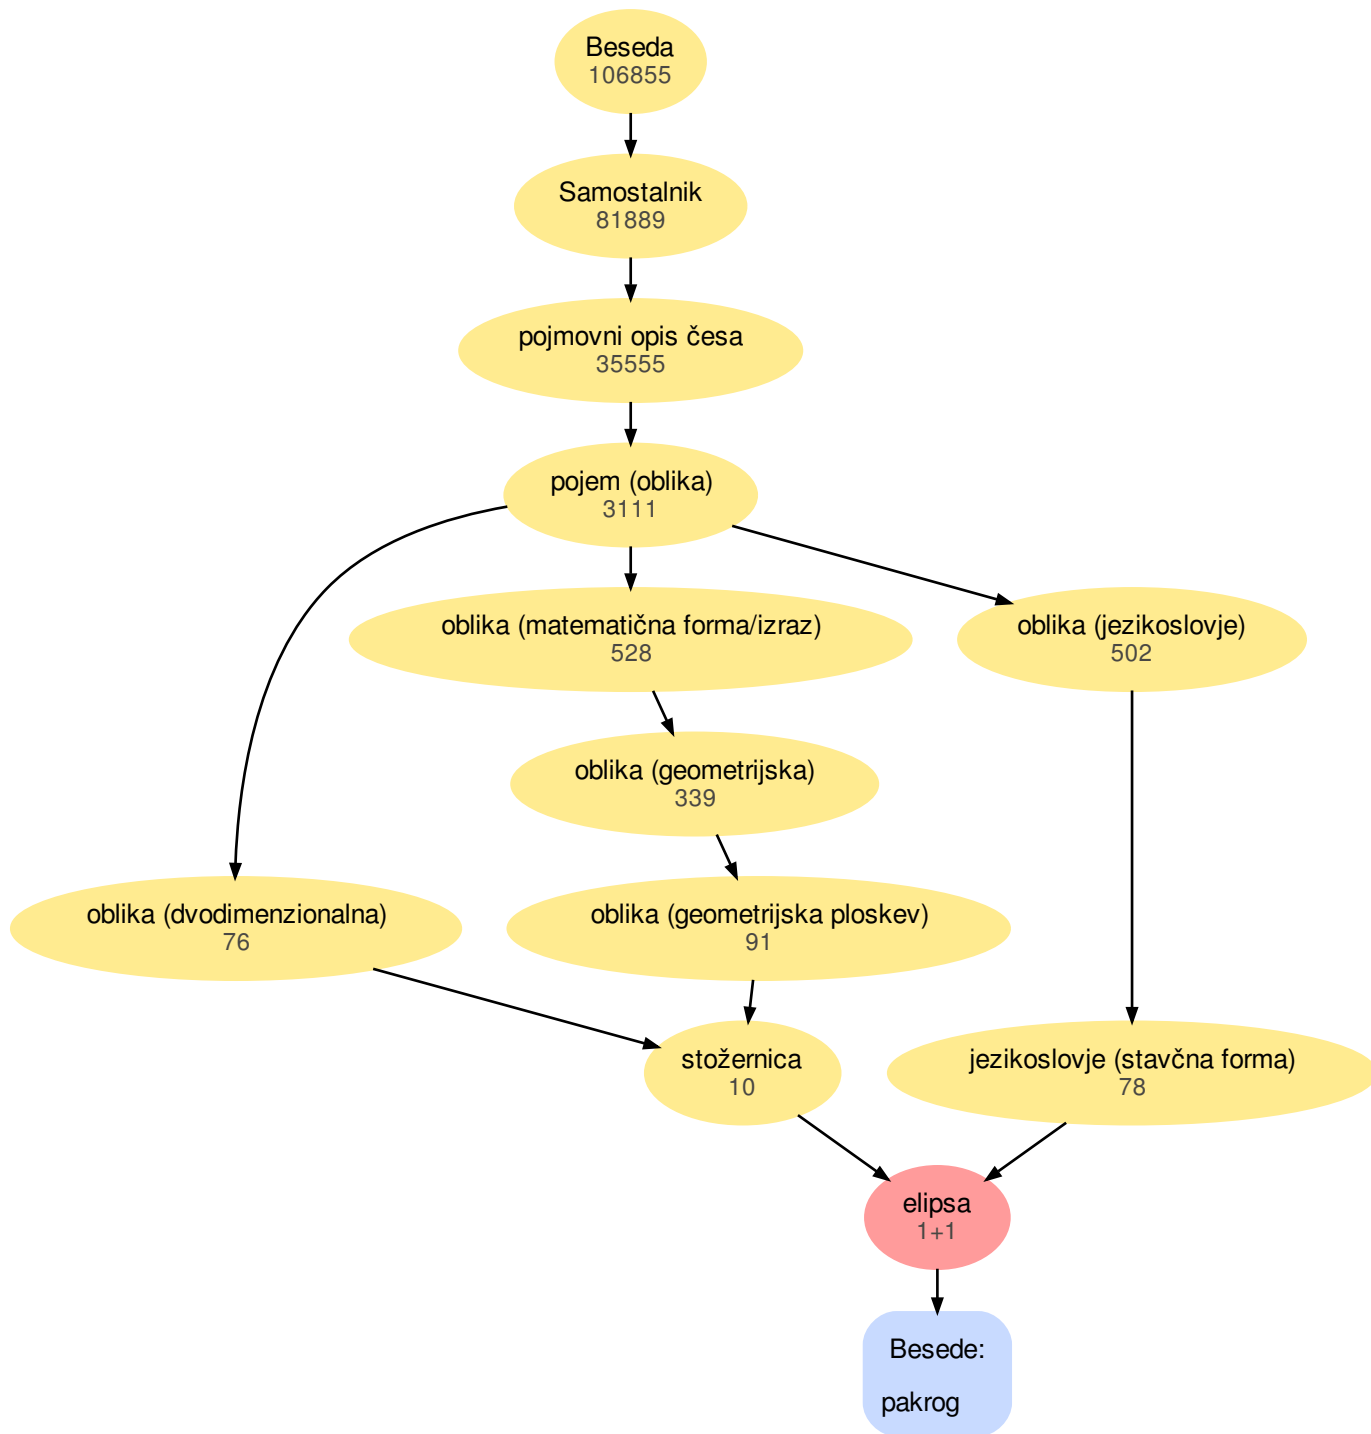 Beseda
106855
Samostalnik
81889
pojmovni opis česa
35555
pojem (oblika)
3111
oblika (matematična forma/izraz)
528
oblika (jezikoslovje)
502
oblika (geometrijska)
339
oblika (dvodimenzionalna)
76
oblika (geometrijska ploskev)
91
stožernica
10
jezikoslovje (stavčna forma)
78
elipsa
1+1
Besede:
pakrog